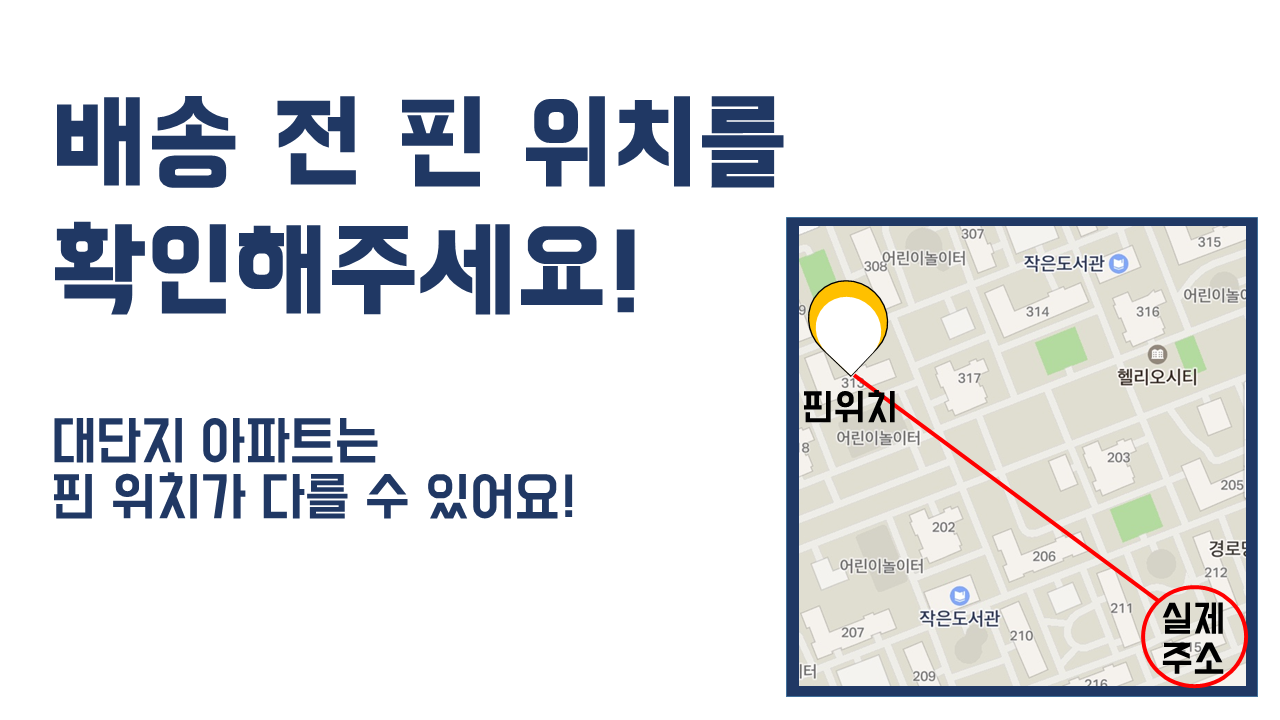 배송 전 핀 위치를
확인해주세요!
대단지 아파트는
핀 위치가 다를 수 있어요!
307
315
308
어린이놀이터
작은도서관
어린이놀
314
316
헬리오시티
313
317
핀위치
어린이놀이터
8
203
205
202
206
경로당
212
어린이놀이터
작은도서관
211
207
210
실제
주소
터
209
216